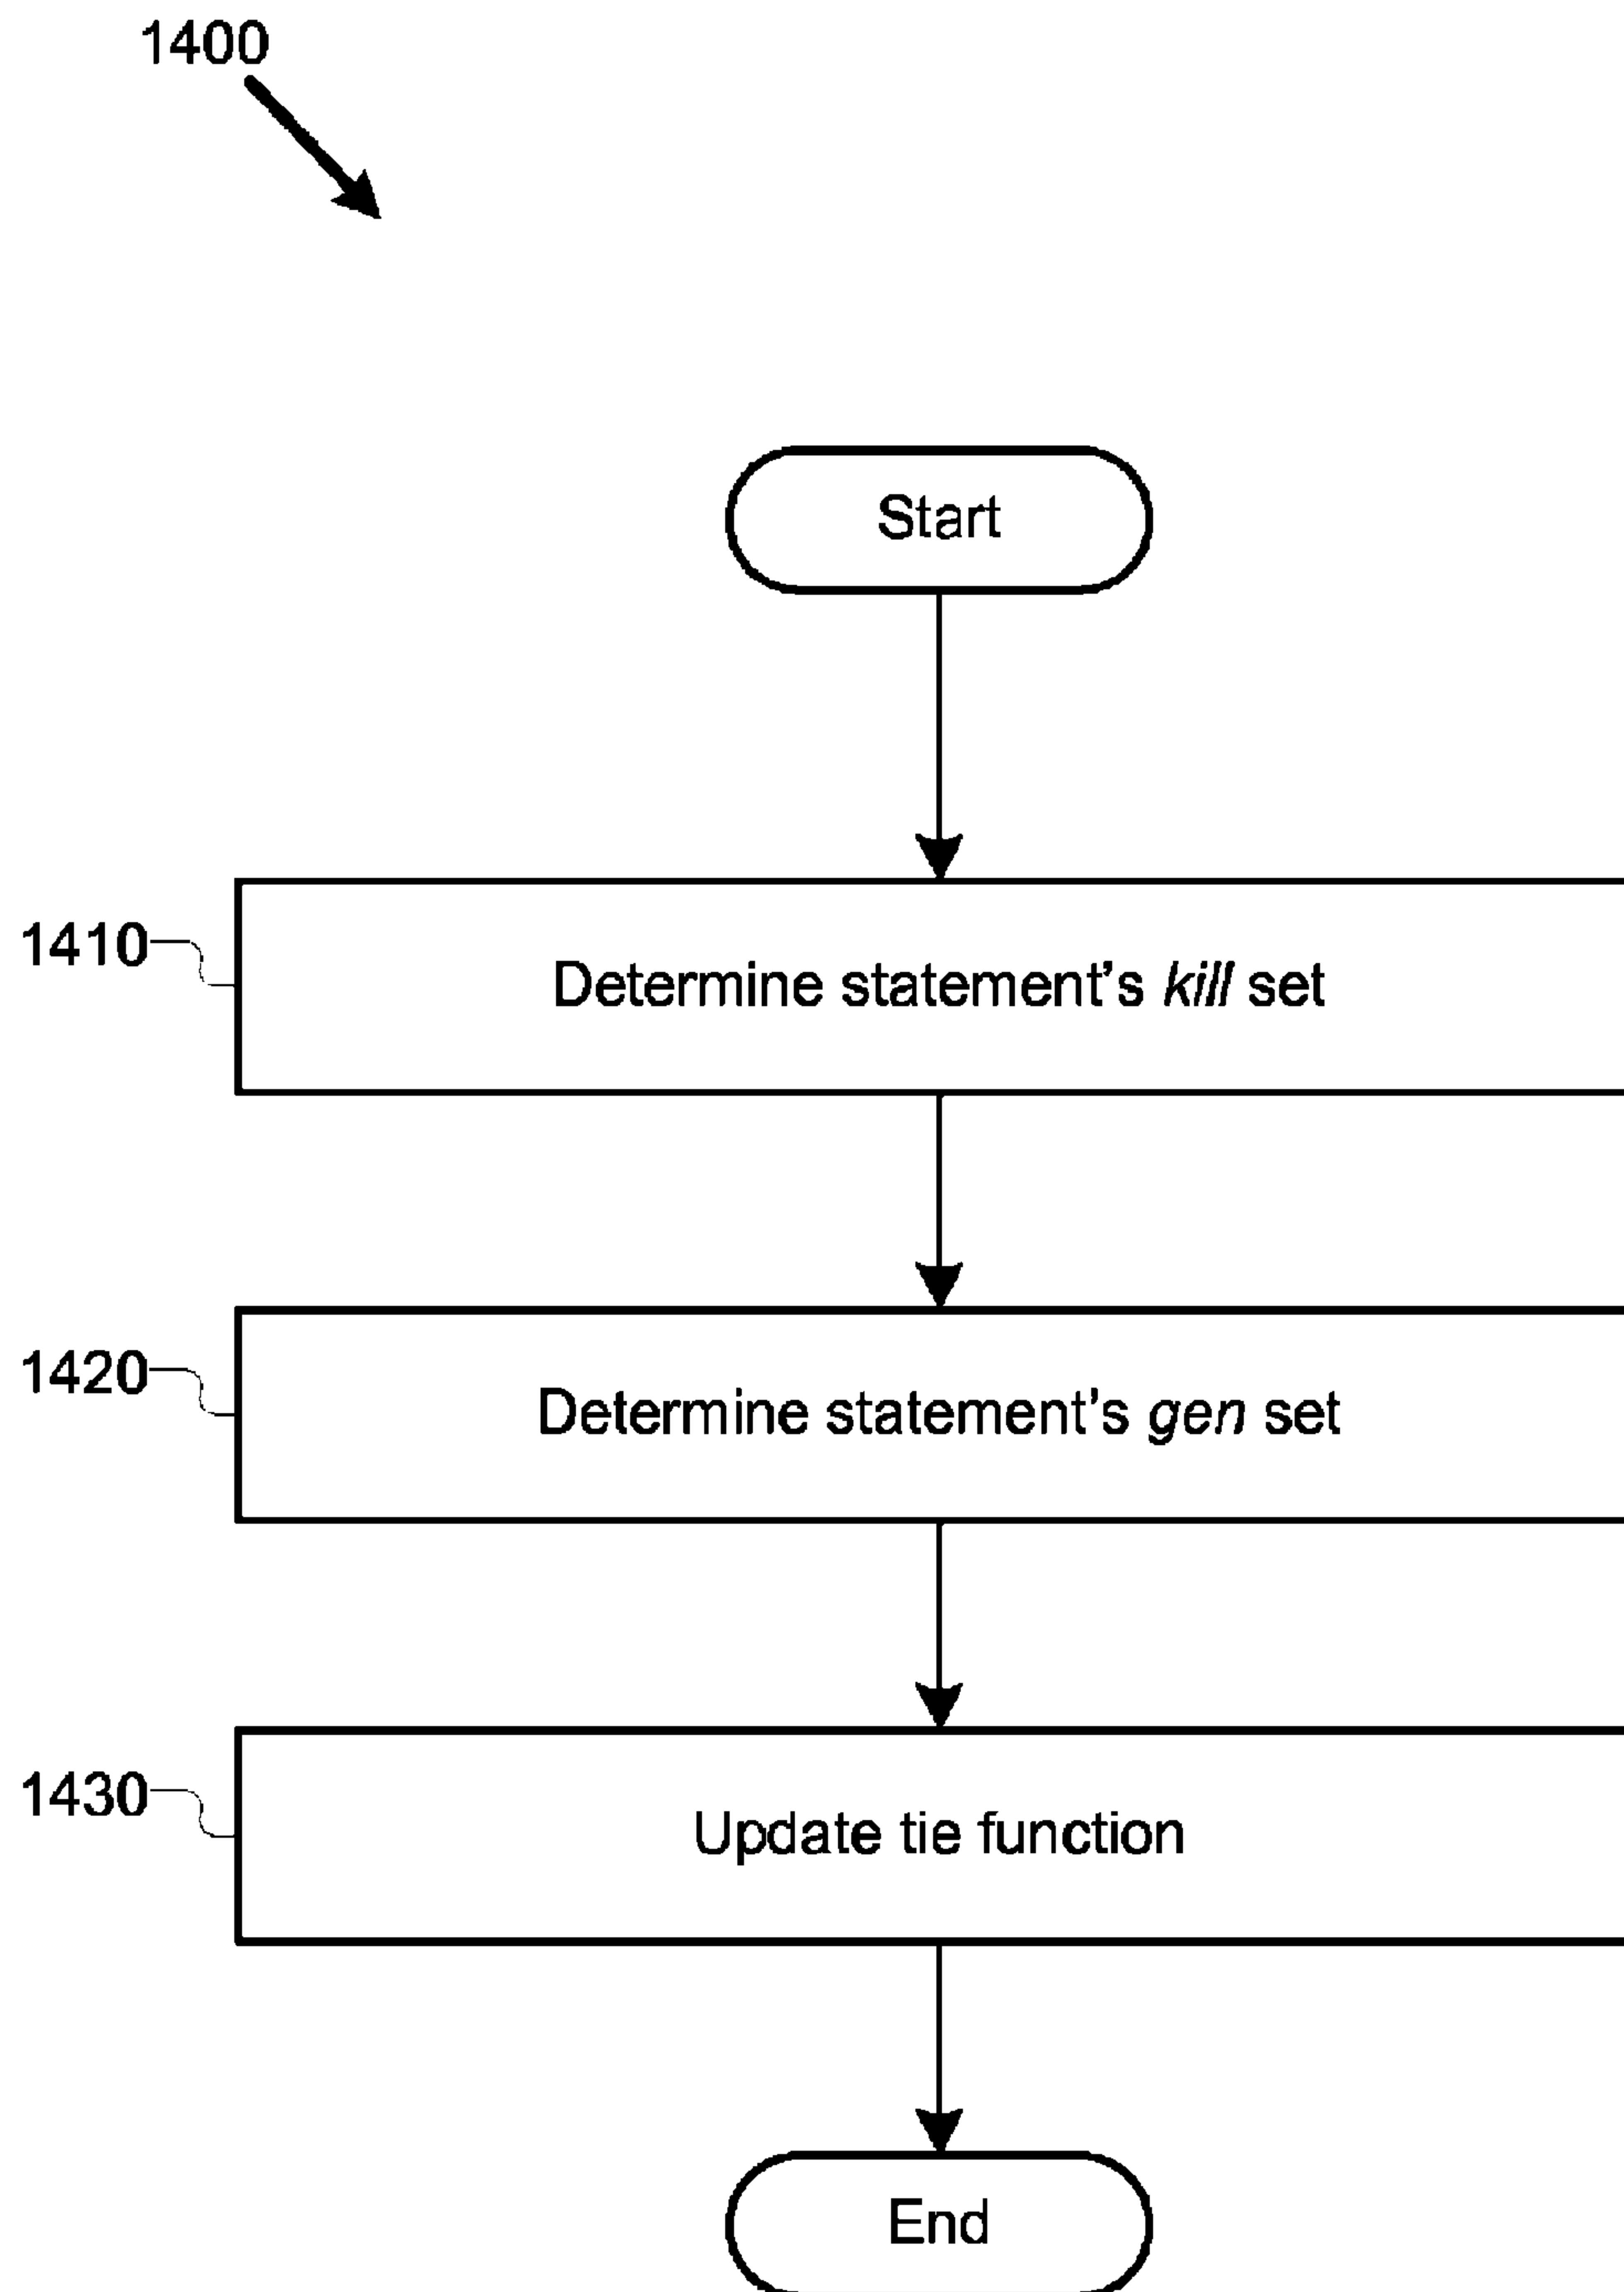 1400
Start
1410
Determine statement's kill set
1420
Determine statement's gen set
1430
Update tie function
End